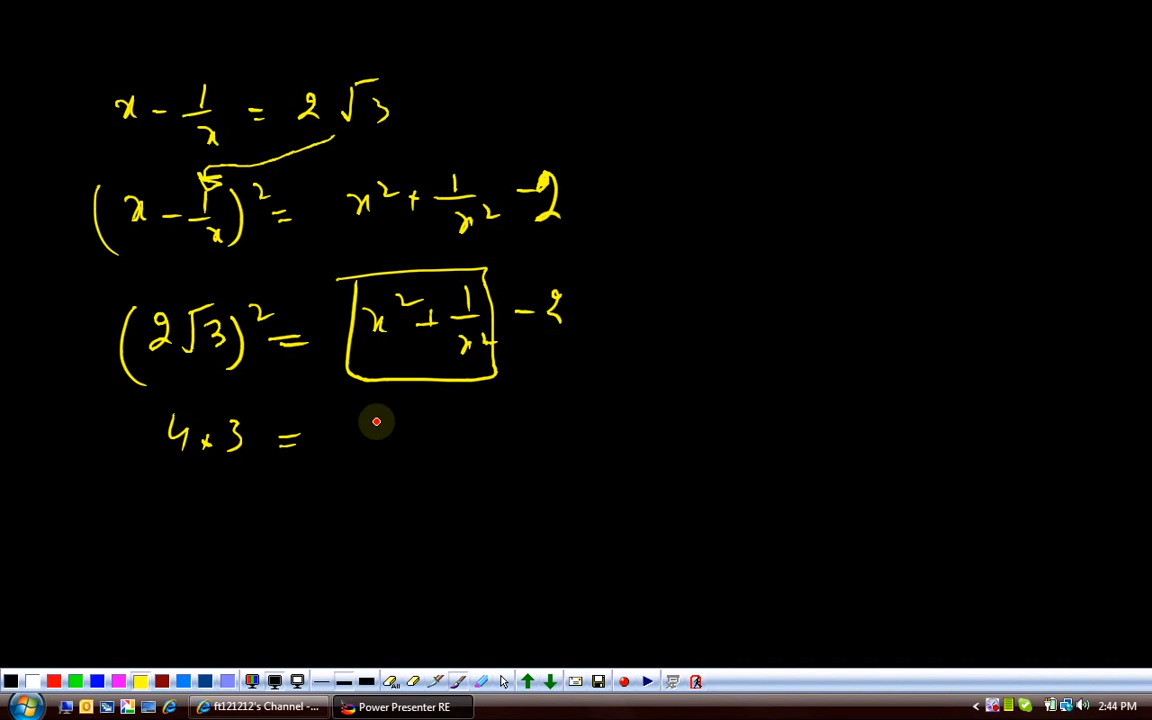 x - 1/x = 2√3
(x - 1/x)² = x² + 1/x² - 2
(2√3)² = x² + 1/x² - 2
4 × 3 =
ft121212's Channel -... Power Presenter RE 2:44 PM